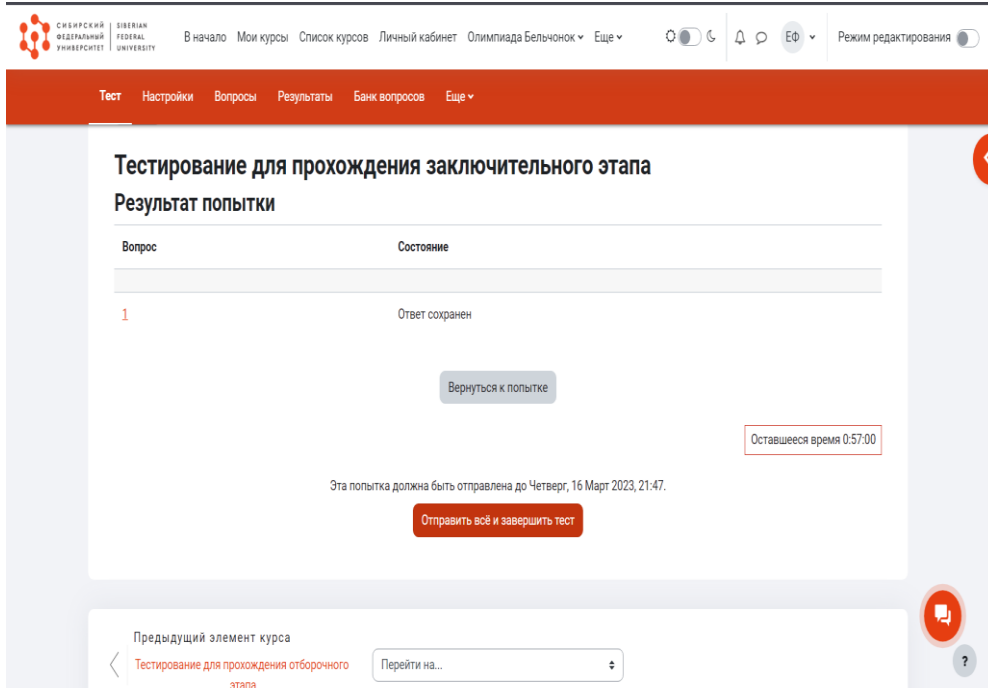 СИБИРСКИЙ
ФЕДЕРАЛЬНЫЙ
УНИВЕРСИТЕТ
SIBERIAN
FEDERAL
UNIVERSITY
В начало Мои курсы Список курсов Личный кабинет Олимпиада Бельчонок Еще
ЕФ
Режим редактирования
Тест Настройки Вопросы Результаты Банк вопросов Еще
Тестирование для прохождения заключительного этапа
Результат попытки
Вопрос Состояние
1 Ответ сохранен
Вернуться к попытке
Оставшееся время 0:57:00
Эта попытка должна быть отправлена до Четверг, 16 Март 2023, 21:47.
Отправить всё и завершить тест
Предыдущий элемент курса
Тестирование для прохождения отборочного
этапа
Перейти на...
?